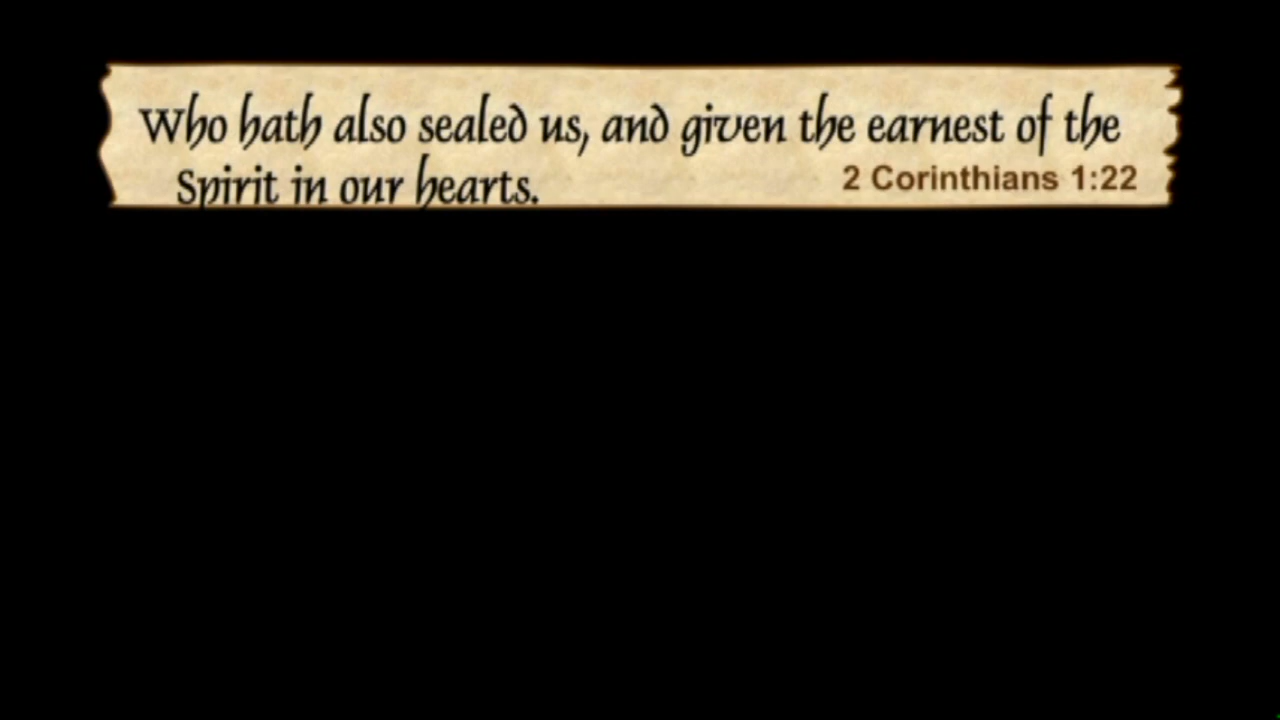 Who hath also sealed us, and given the earnest of the
Spirit in our hearts.
2 Corinthians 1:22